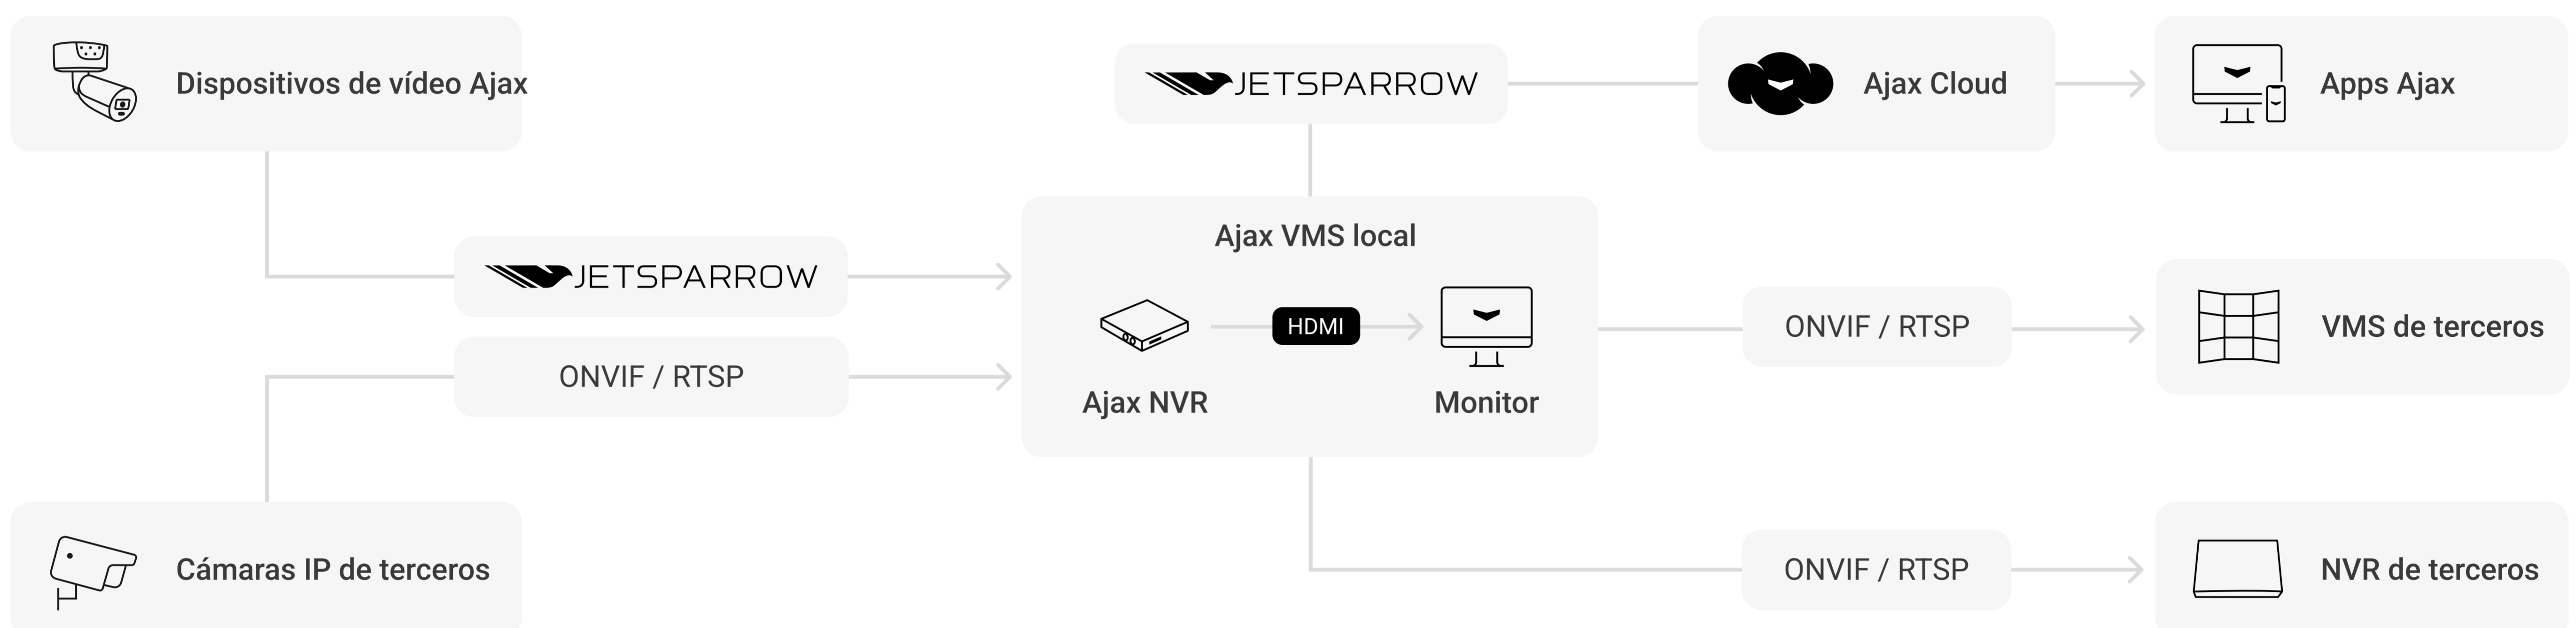 Dispositivos de vídeo Ajax
JETSPARROW
Ajax Cloud
Apps Ajax
JETSPARROW
ONVIF / RTSP
Ajax VMS local
HDMI
Ajax NVR
Monitor
ONVIF / RTSP
VMS de terceros
Cámaras IP de terceros
ONVIF / RTSP
NVR de terceros